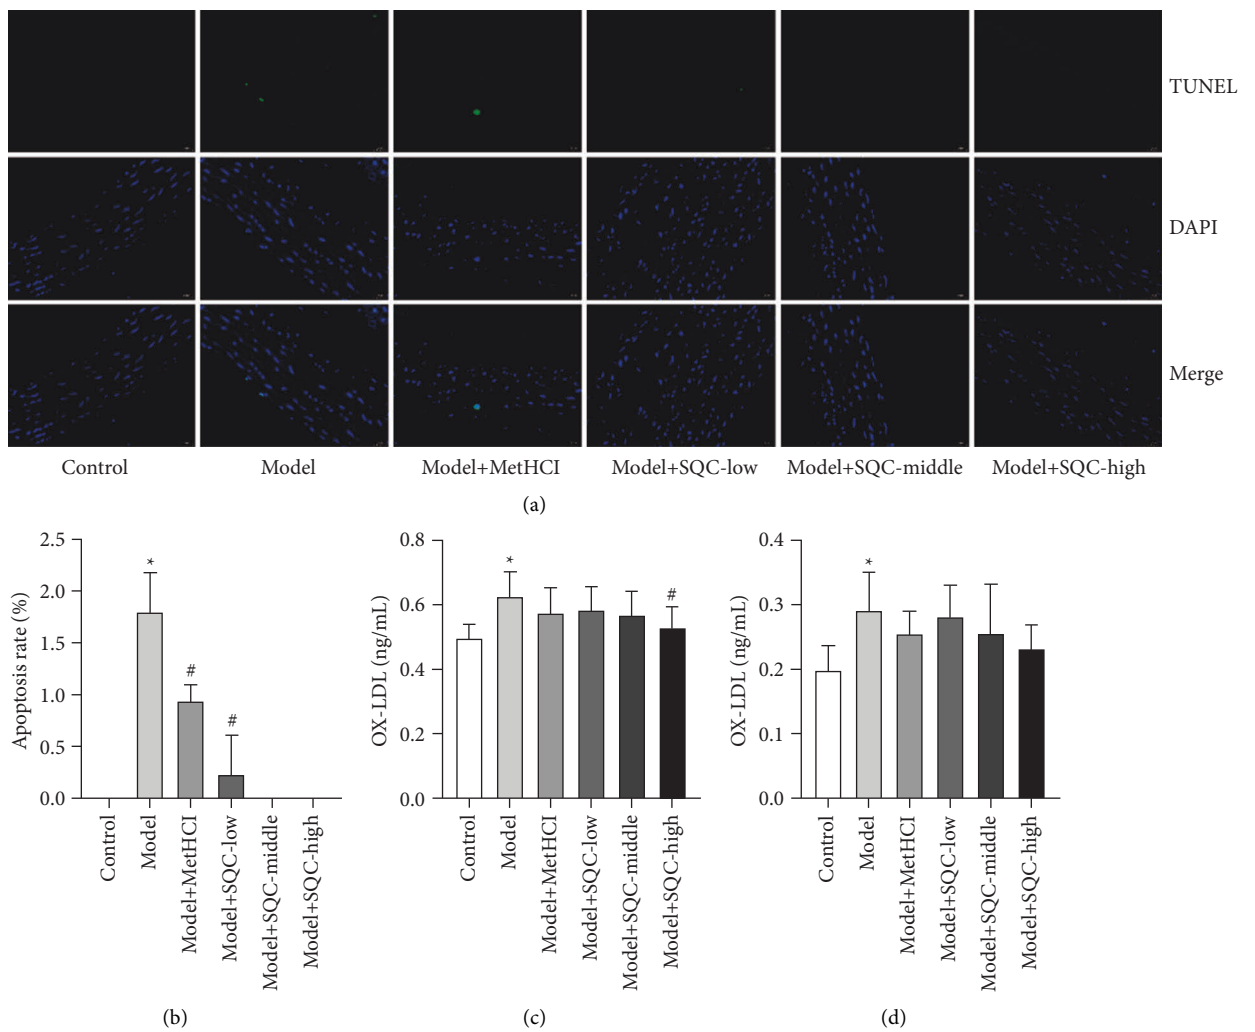 TUNEL
DAPI
Merge
Control Model Model+MetHCI Model+SQC-low Model+SQC-middle Model+SQC-high
(a)
2.5
2.0
1.5
1.0
0.5
0.0
Apoptosis rate (%)
*
#
#
Control
Model
Model+MetHCI
Model+SQC-low
Model+SQC-middle
Model+SQC-high
(b)
0.8
0.6
0.4
0.2
0.0
OX-LDL (ng/mL)
*
#
Control
Model
Model+MetHCI
Model+SQC-low
Model+SQC-middle
Model+SQC-high
(c)
0.4
0.3
0.2
0.1
0.0
OX-LDL (ng/mL)
*
Control
Model
Model+MetHCI
Model+SQC-low
Model+SQC-middle
Model+SQC-high
(d)